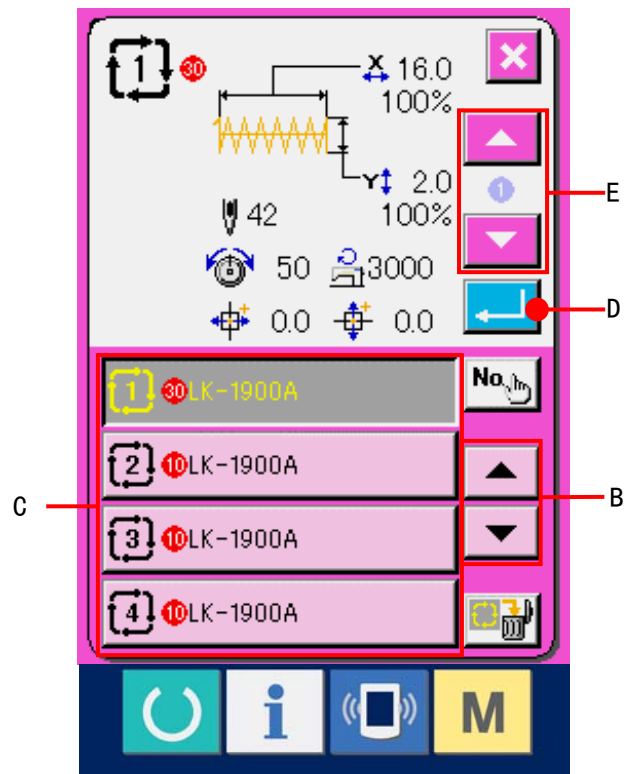 1 30
X 16.0
100%
1
Y 2.0
100%
1
E
42
50 3000
D
0.0 0.0
1 30 LK-1900A
No.
2 10 LK-1900A
B
C
3 10 LK-1900A
4 10 LK-1900A
i M